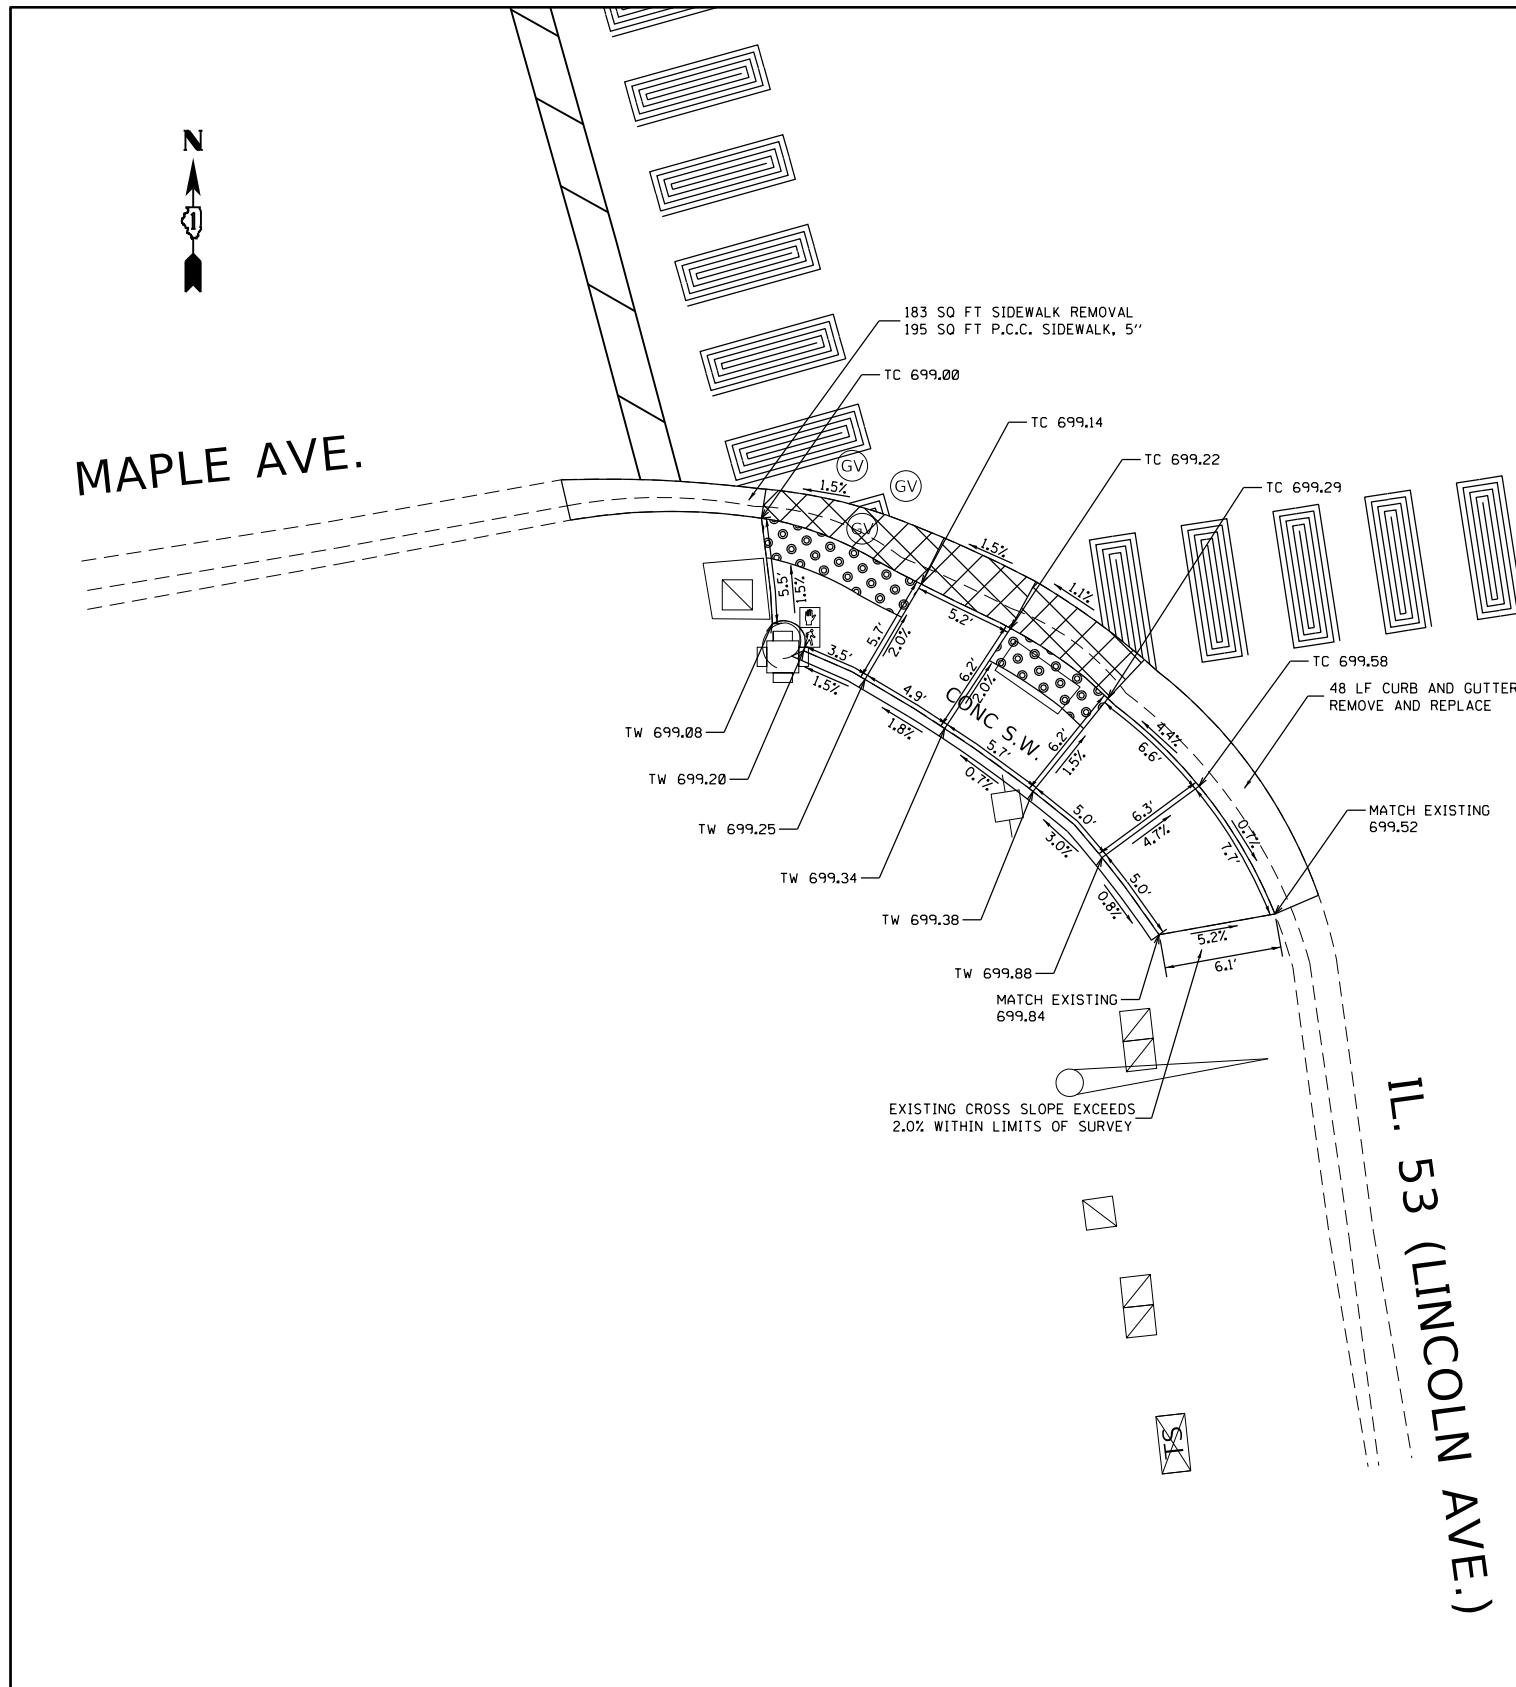 N
1
183 SQ FT SIDEWALK REMOVAL
195 SQ FT P.C.C. SIDEWALK, 5''
TC 699.00
TC 699.14
MAPLE AVE.
TC 699.22
GV
GV
TC 699.29
1.5%
GV
1.5%
1.1%
5.5'
1.5%
5.2'
5.7'
2.0%
3.5'
1.5%
6.2'
2.0%
TC 699.58
4.9'
CONC S.W.
48 LF CURB AND GUTTER
REMOVE AND REPLACE
TW 699.08
1.8%
5.7'
6.2'
1.5%
4.4%
6.6'
TW 699.20
0.7%
5.0'
6.3'
4.7%
MATCH EXISTING
699.52
TW 699.25
3.0%
0.7%
7.7'
TW 699.34
5.0'
0.8%
TW 699.38
5.2%
6.1'
TW 699.88
MATCH EXISTING
699.84
EXISTING CROSS SLOPE EXCEEDS
2.0% WITHIN LIMITS OF SURVEY
IL. 53 (LINCOLN AVE.)
TS